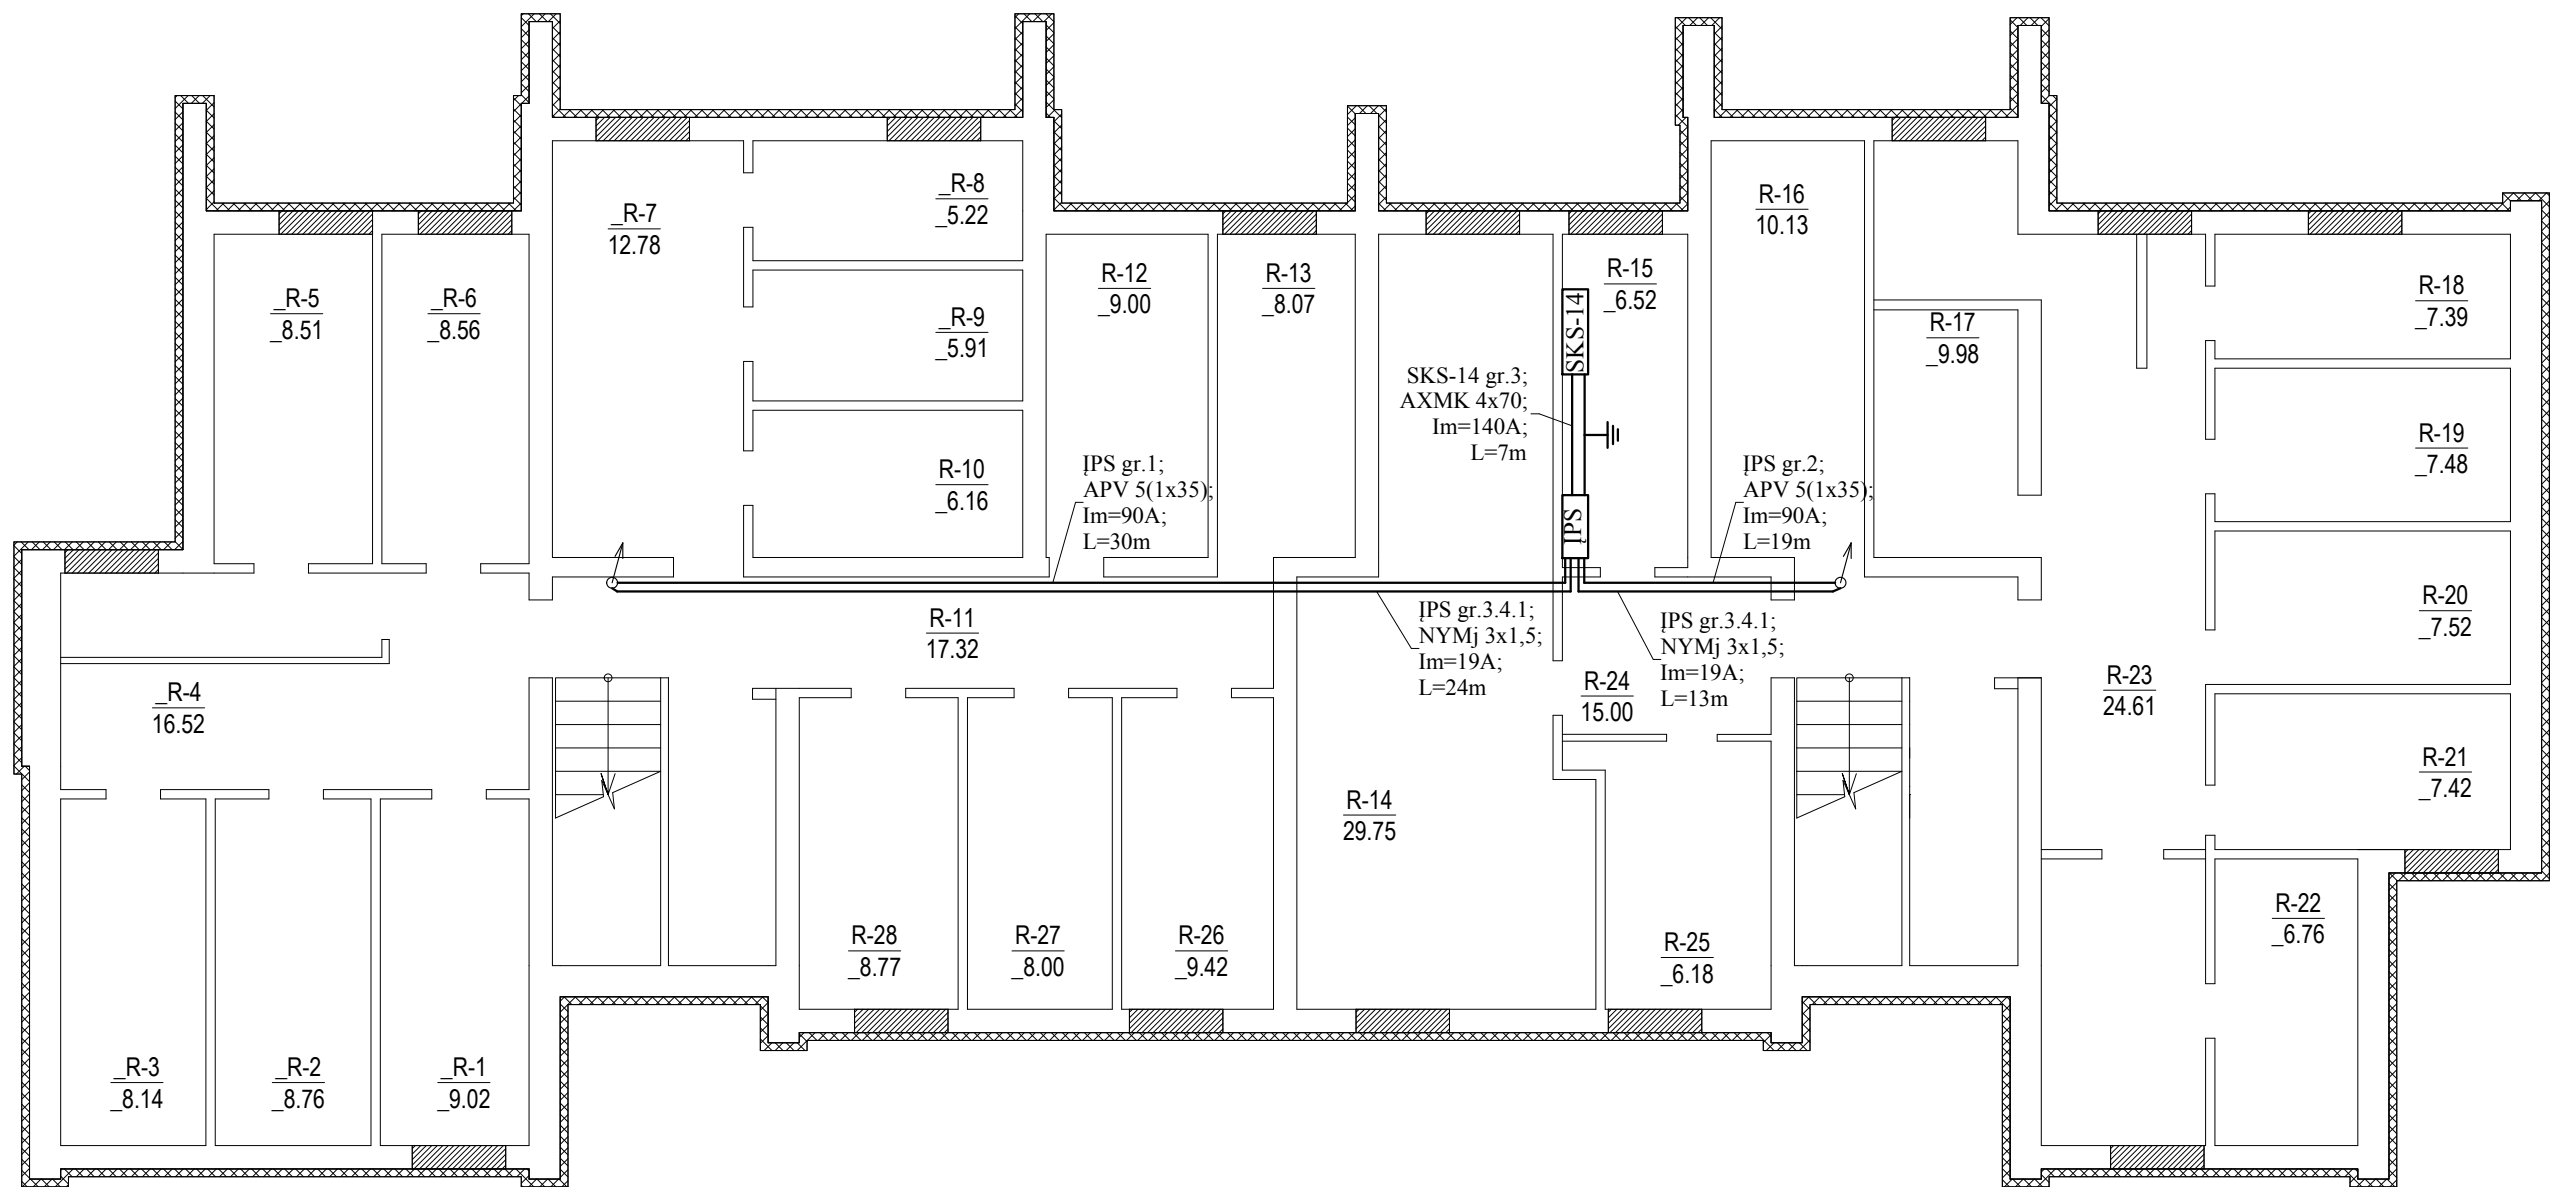 _R-8
_5.22
_R-7
12.78
R-16
10.13
_R-5
_8.51
_R-6
_8.56
_R-9
_5.91
R-12
_9.00
R-13
_8.07
R-15
_6.52
SKS-14
R-17
_9.98
R-18
_7.39
SKS-14 gr.3;
AXMK 4x70;
Im=140A;
L=7m
_R-10
_6.16
ĮPS gr.1;
APV 5(1x35);
Im=90A;
L=30m
ĮPS
ĮPS gr.2;
APV 5(1x35);
Im=90A;
L=19m
R-19
_7.48
R-11
17.32
ĮPS gr.3.4.1;
NYMj 3x1,5;
Im=19A;
L=24m
ĮPS gr.3.4.1;
NYMj 3x1,5;
Im=19A;
L=13m
R-20
_7.52
_R-4
16.52
R-24
15.00
R-23
24.61
R-21
_7.42
R-14
29.75
R-28
_8.77
R-27
_8.00
R-26
_9.42
R-25
_6.18
R-22
_6.76
_R-3
_8.14
_R-2
_8.76
_R-1
_9.02